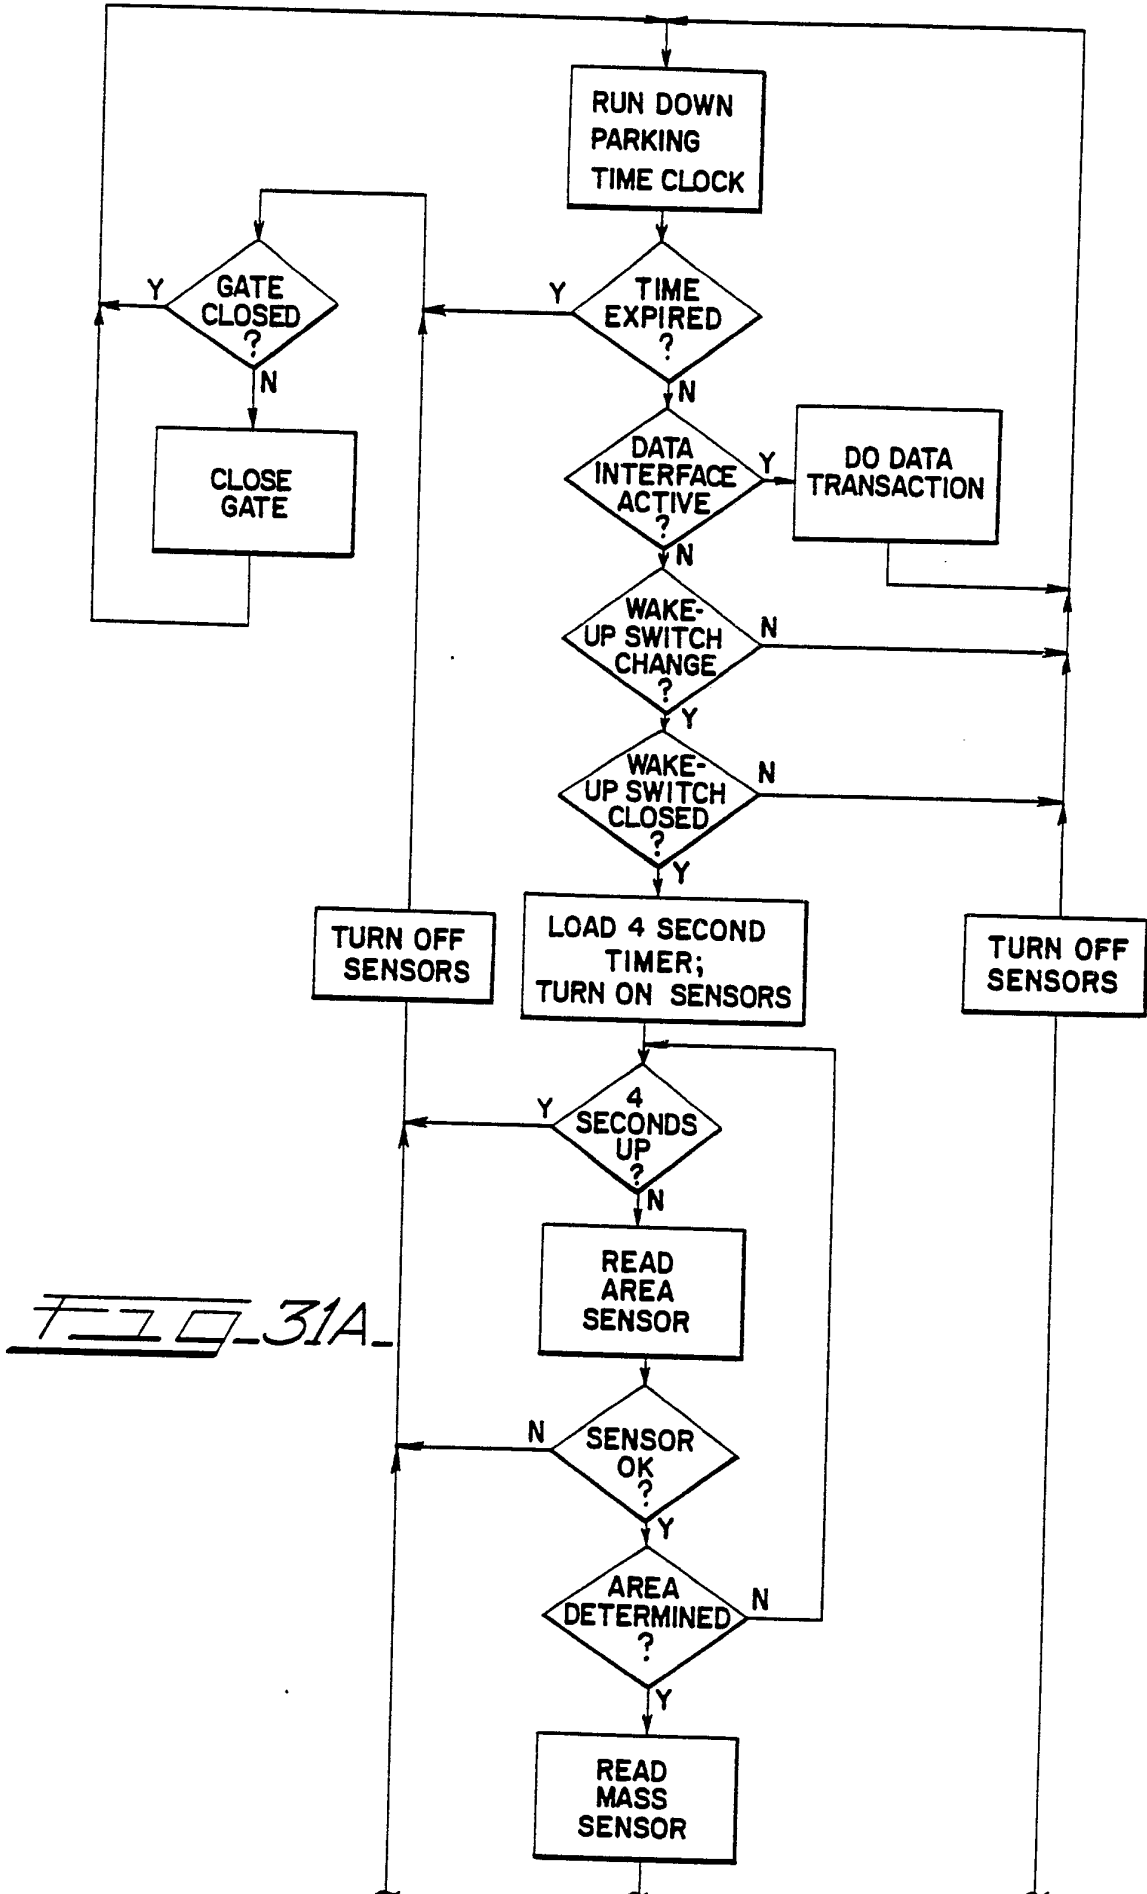 RUN DOWN
PARKING
TIME CLOCK
Y
GATE
CLOSED
?
N
CLOSE
GATE
Y
TIME
EXPIRED
?
N
DATA
INTERFACE
ACTIVE
?
Y
DO DATA
TRANSACTION
N
WAKE-
UP SWITCH
CHANGE
?
N
Y
WAKE-
UP SWITCH
CLOSED
?
N
Y
TURN OFF
SENSORS
LOAD 4 SECOND
TIMER;
TURN ON SENSORS
TURN OFF
SENSORS
Y
4
SECONDS
UP
?
N
READ
AREA
SENSOR
FIG_31A_
N
SENSOR
OK
?
Y
AREA
DETERMINED
?
N
Y
READ
MASS
SENSOR